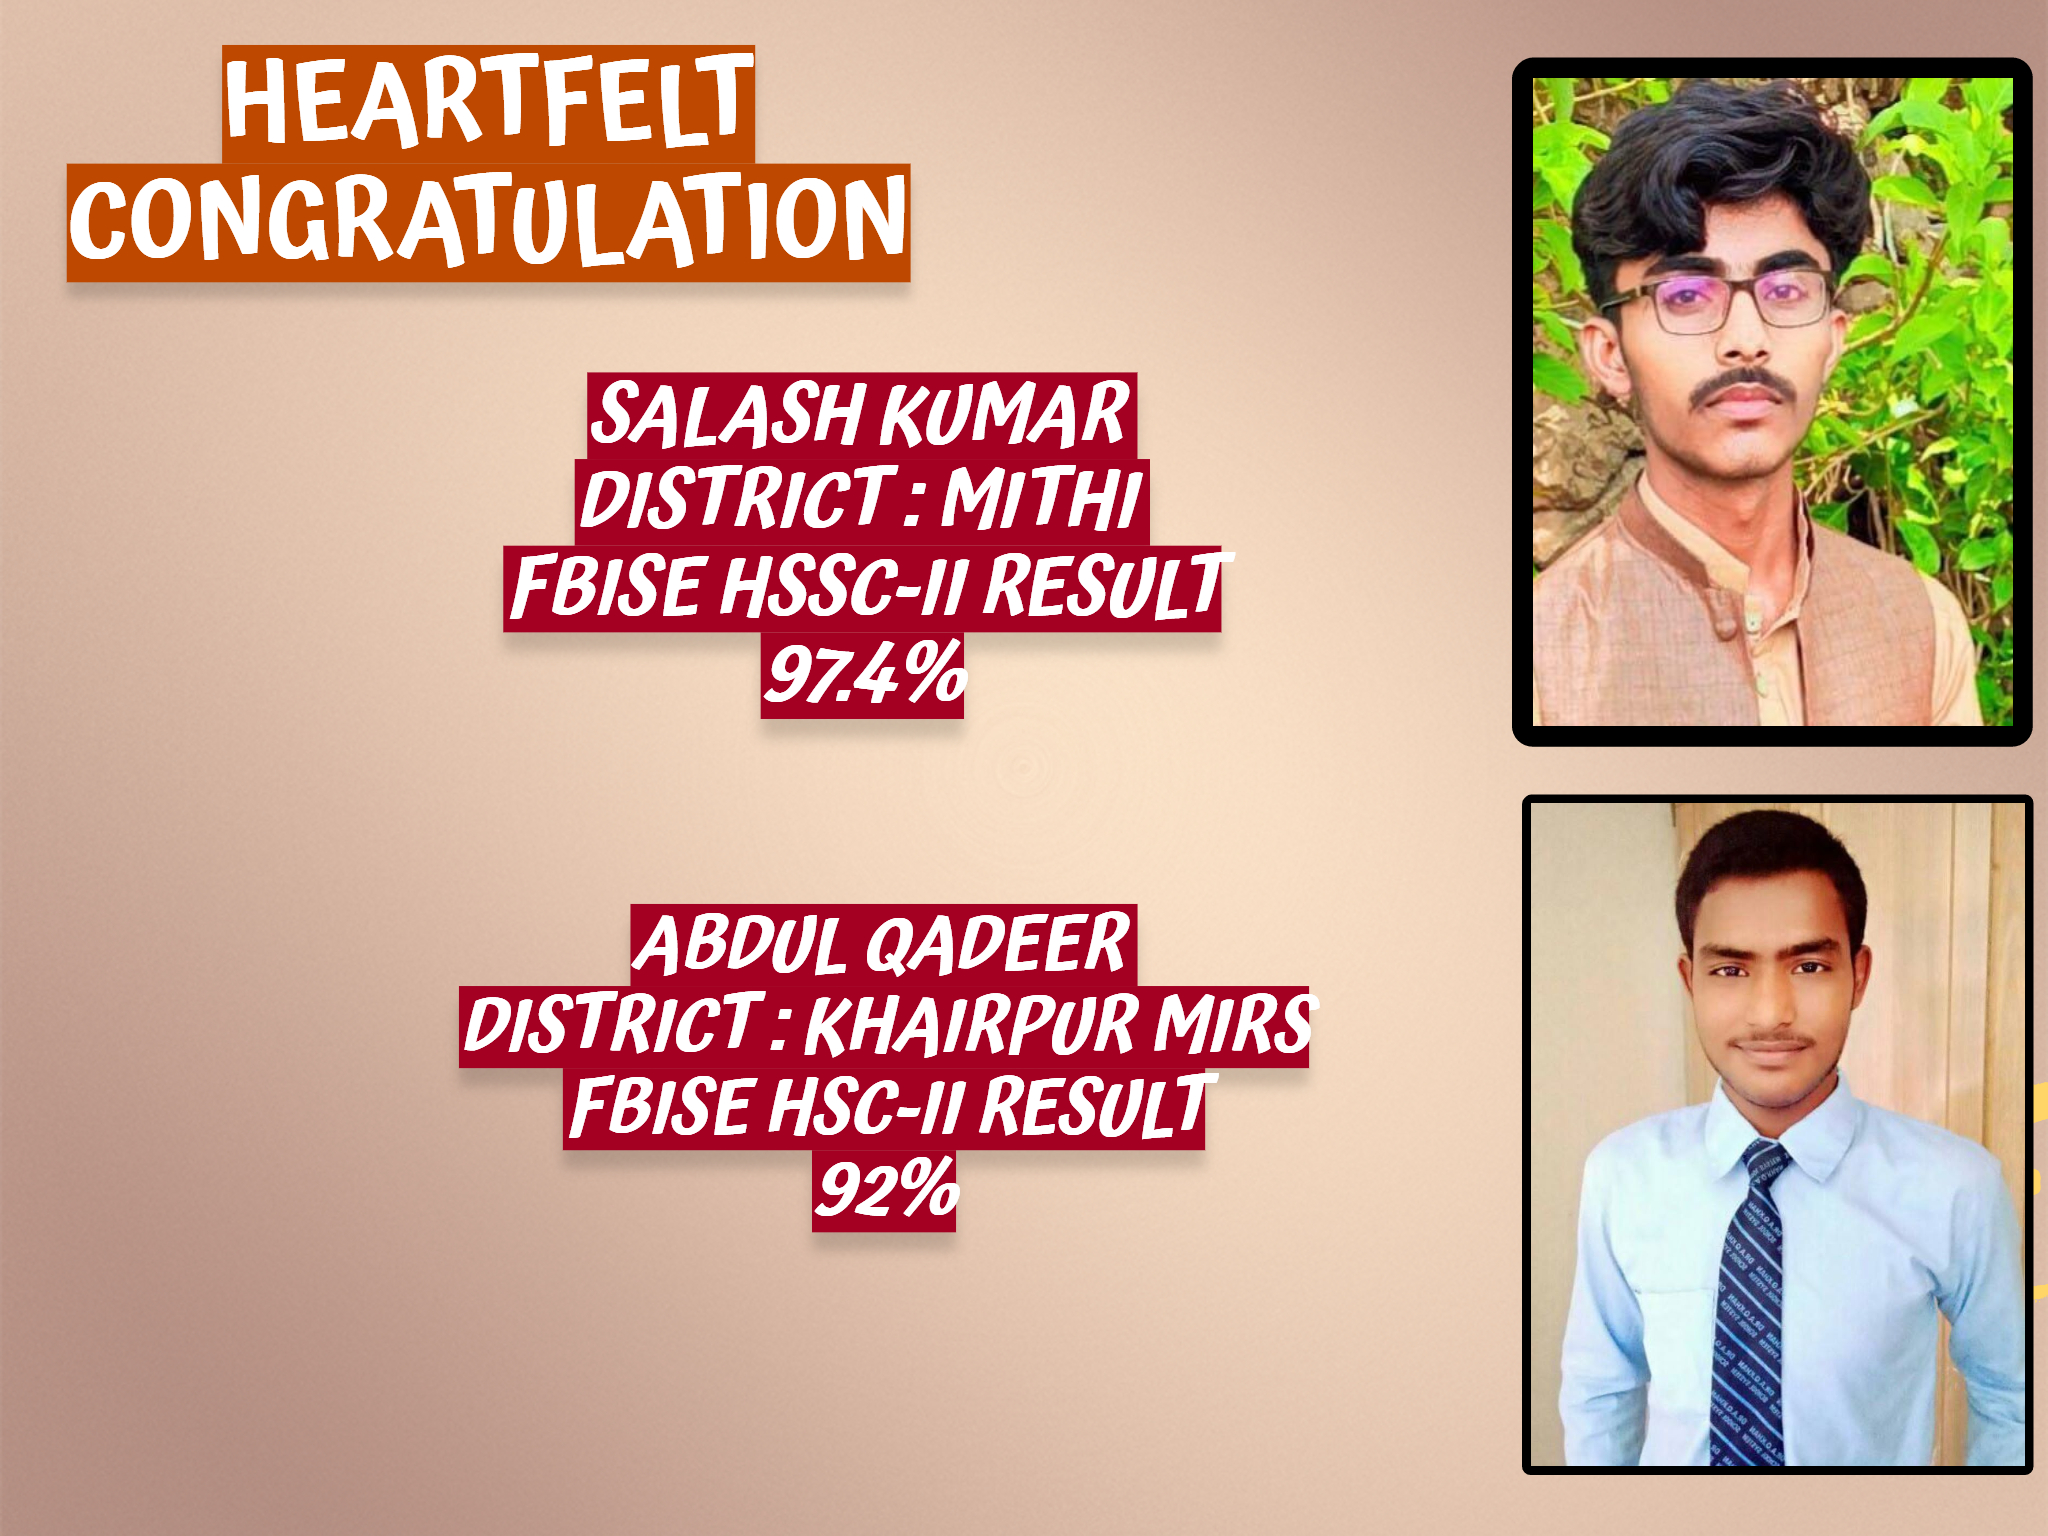 HEARTFELT
CONGRATULATION
SALASH KUMAR
DISTRICT : MITHI
FBISE HSSC-II RESULT
97.4%
ABDUL QADEER
DISTRICT : KHAIRPUR MIRS
FBISE HSC-II RESULT
92%